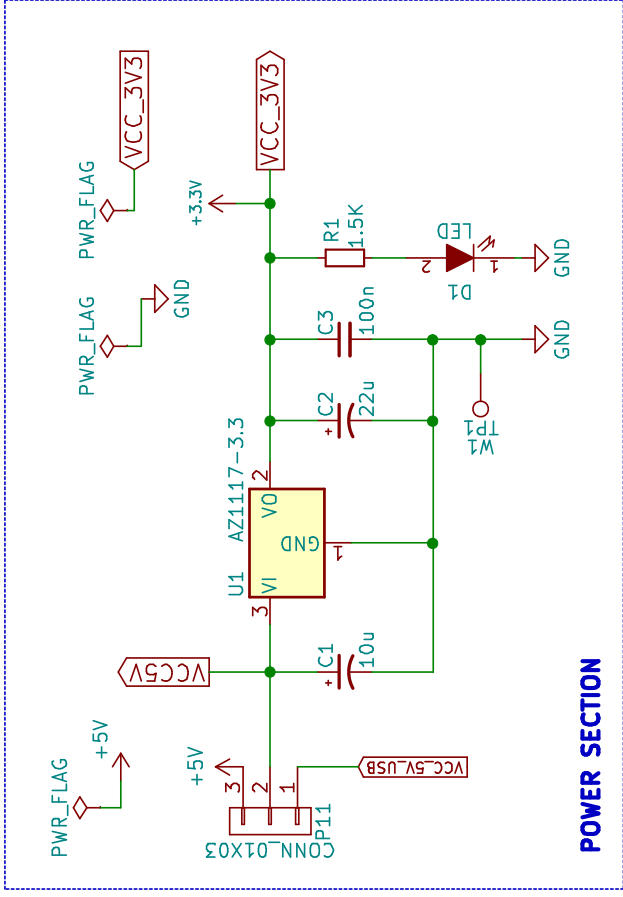 PWR_FLAG
+5V
CONN_01X03
P11
3
2
1
+5V
VCC_5V_USB
VCC5V
C1
10u
+
U1
AZ1117-3.3
3
VI
VO
2
GND
1
C2
22u
+
C3
100n
W1
TP1
GND
R1
1.5K
D1
LED
2
1
GND
+3.3V
VCC_3V3
PWR_FLAG
GND
PWR_FLAG
VCC_3V3
POWER SECTION